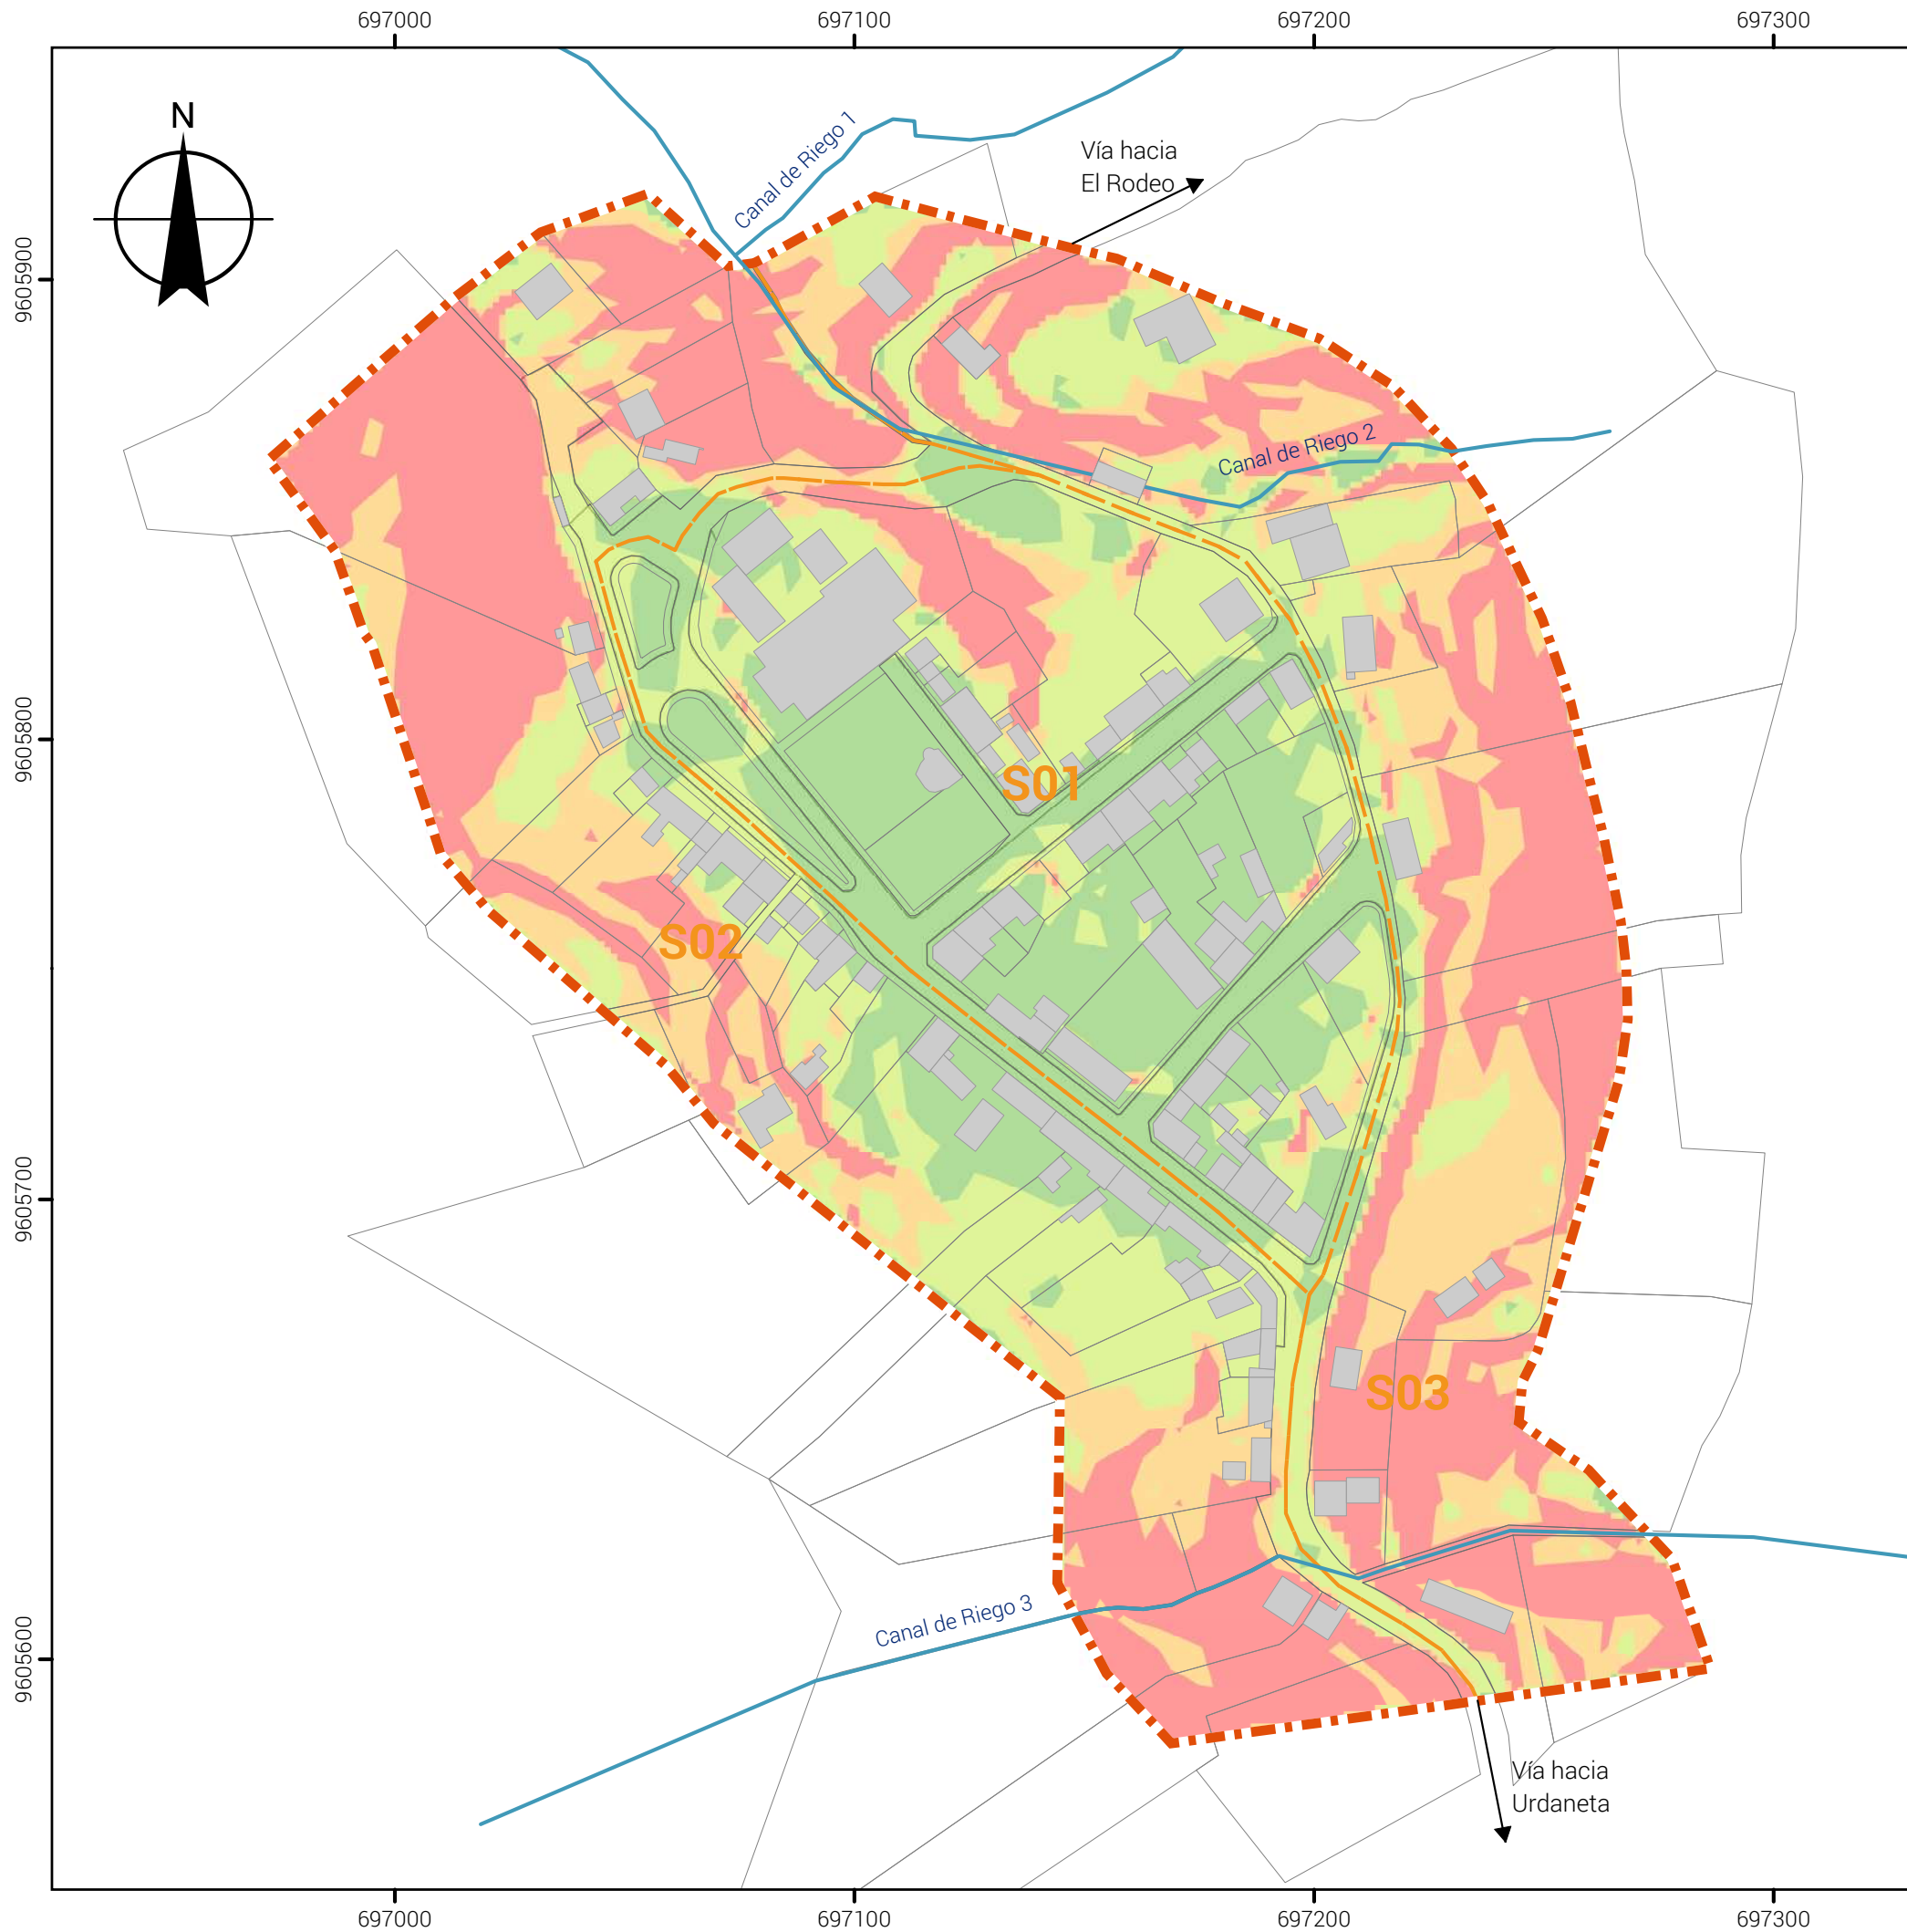 697000
697100
697200
697300
N
Canal de Riego 1
Vía hacia
El Rodeo
9605900
Canal de Riego 2
9605800
S01
S02
9605700
S03
Canal de Riego 3
9605600
Vía hacia
Urdaneta
697000
697100
697200
697300